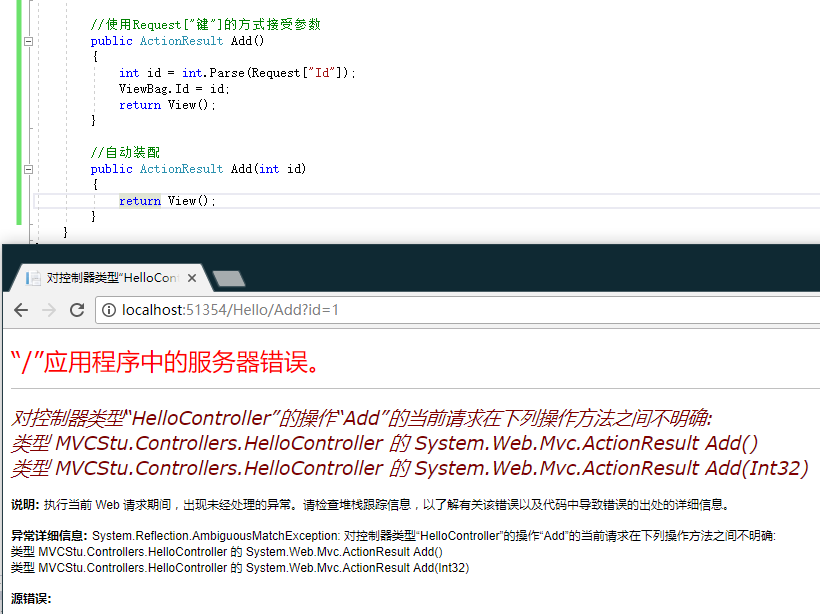 //使用Request["键"]的方式接受参数
public ActionResult Add()
{
int id = int.Parse(Request["Id"]);
ViewBag.Id = id;
return View();
}
//自动装配
public ActionResult Add(int id)
{
return View();
}
}
对控制器类型“HelloCont
localhost:51354/Hello/Add?id=1
“/”应用程序中的服务器错误。
对控制器类型“HelloController”的操作“Add”的当前请求在下列操作方法之间不明确:
类型 MVCStu.Controllers.HelloController 的 System.Web.Mvc.ActionResult Add()
类型 MVCStu.Controllers.HelloController 的 System.Web.Mvc.ActionResult Add(Int32)
说明: 执行当前 Web 请求期间，出现未经处理的异常。请检查堆栈跟踪信息，以了解有关该错误以及代码中导致错误的出处的详细信息。
异常详细信息: System.Reflection.AmbiguousMatchException: 对控制器类型“HelloController”的操作“Add”的当前请求在下列操作方法之间不明确:
类型 MVCStu.Controllers.HelloController 的 System.Web.Mvc.ActionResult Add()
类型 MVCStu.Controllers.HelloController 的 System.Web.Mvc.ActionResult Add(Int32)
源错误: